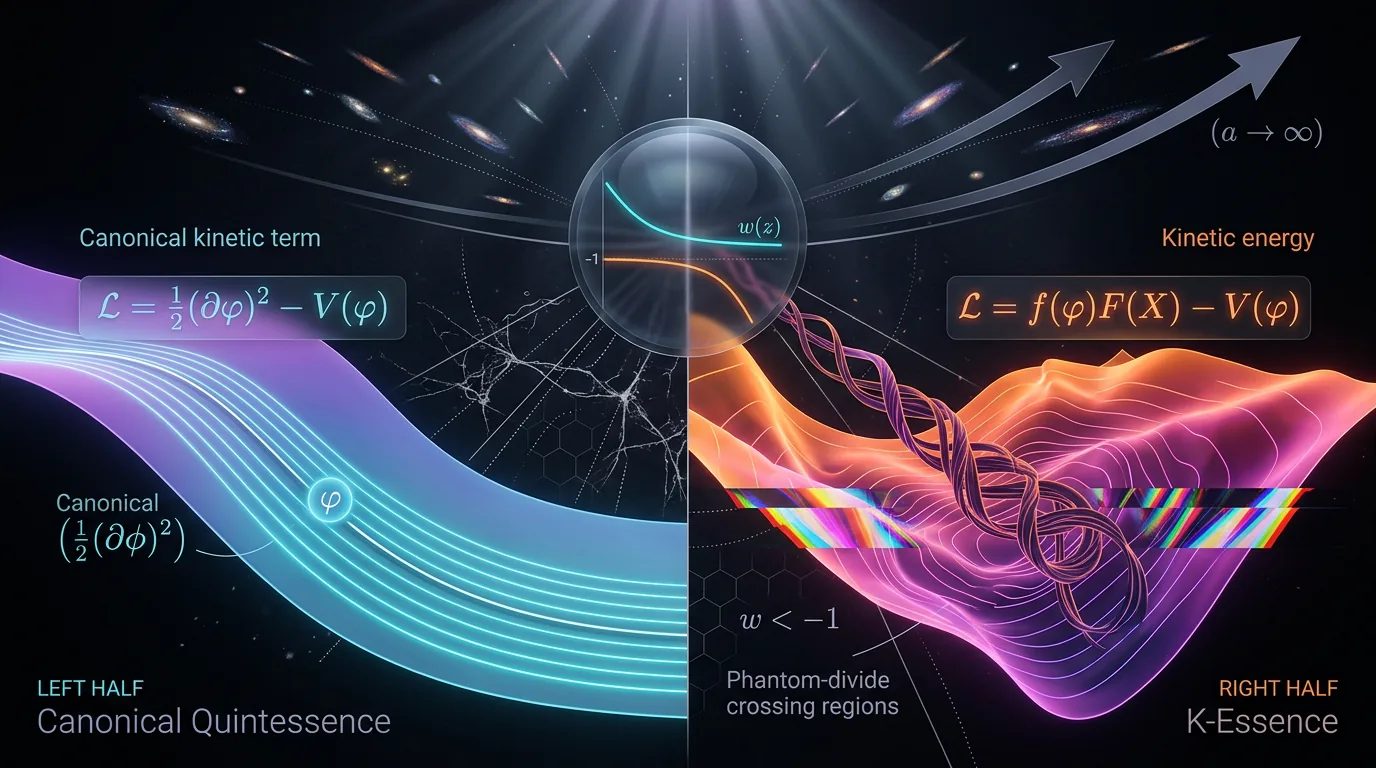 (a → ∞)
w(z)
-1
Canonical kinetic term
ℒ = ½(∂φ)² − V(φ)
Kinetic energy
ℒ = f(φ)F(X) − V(φ)
φ
Canonical
(½(∂ϕ)²)
w < −1
Phantom-divide
crossing regions
LEFT HALF
Canonical Quintessence
RIGHT HALF
K-Essence